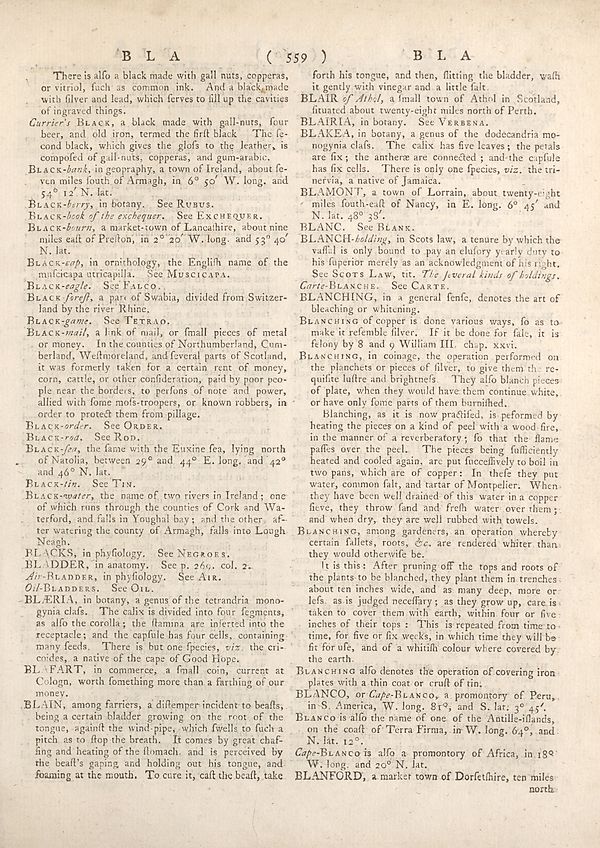 B L A ( 559 ) B L A
There is alſo a black made with gall nuts, copperas,
or vitriol, ſuch as common ink. And a black made
with ſilver and lead, which ſerves to fill up the cavities
of ingraved things.
Currier's BLACK, a black made with gall-nuts, ſour
beer, and old iron, termed the firſt black The ſe-
cond black, which gives the gloſs to the leather, is
compoſed of gall-nuts, copperas, and gum-arabic.
BLACK-bank, in geopraphy, a town of Ireland, about ſe-
ven miles ſouth of Armagh, in 6° 50′ W. long. and
54° 12′ N. lat.
BLACK-berry, in botany. See RUBUS.
BLACK-book of the exchequer. See EXCHEQUER.
BLACK-bourn, a market-town of Lancaſhire, about nine
miles eaſt of Preſton, in 2° 20′ W. long. and 53° 40′
N. lat.
BLACK-cap, in ornithology, the Engliſh name of the
muſcicapa atricapilla. See MUSCICAPA.
BLACK-eagle. See FALCO.
BLACK-foreſt, a part of Swabia, divided from Switzer-
land by the river Rhine.
BLACK-game. See TETRAO.
BLACK-mail, a link of mail, or ſmall pieces of metal
or money. In the counties of Northumberland, Cum-
berland, Weſtmoreland, and ſeveral parts of Scotland,
it was formerly taken for a certain rent of money,
corn, cattle, or other conſideration, paid by poor peo-
ple near the borders, to perſons of note and power,
allied with ſome moſs-troopers, or known robbers, in
order to protect them from pillage.
BLACK-order. See ORDER.
BLACK-rod. See ROD.
BLACK-ſea, the ſame with the Euxine ſea, lying north
of Natolia, between 29° and 44° E. long. and 42°
and 46° N. lat.
BLACK-tin. See TIN.
BLACK-water, the name of two rivers in Ireland; one
of which runs through the counties of Cork and Wa-
terford, and falls in Youghal bay; and the other, af-
ter watering the county of Armagh, falls into Lough
Neagh.
BLACKS, in phyſiology. See NEGROES.
BLADDER, in anatomy. See p. 269. col. 2.
Air-BLADDER, in phyſiology. See AIR.
Oil-BLADDERS. See OIL.
BLÆRIA, in botany, a genus of the tetrandria mono-
gynia claſs. The calix is divided into four ſegments,
as alſo the corolla; the ſtamina are inſerted into the
receptacle; and the capſule has four cells, containing
many ſeeds. There is but one ſpecies, viz. the eri-
coides, a native of the cape of Good Hope.
BLAFFART, in commerce, a ſmall coin, current at
Cologn, worth ſomething more than a farthing of our
money.
BLAIN, among farriers, a diſtemper incident to beaſts,
being a certain bladder growing on the root of the
tongue, againſt the wind-pipe, which ſwells to ſuch a
pitch as to ſtop the breath. It comes by great chaf-
fing and heating of the ſtomach, and is perceived by
the beaſt's gaping and holding out his tongue, and
foaming at the mouth. To cure it, caſt the beaſt, take
forth his tongue, and then, ſlitting the bladder, waſh
it gently with vinegar and a little ſalt
BLAIR of Athol, a ſmall town of Athol in Scotland,
ſituated about twenty-eight miles north of Perth.
BLAIRIA, in botany. See VERBENA.
BLAKEA, in botany, a genus of the dodecandria mo-
nogynia claſs. The calix has five leaves; the petals
are ſix; the antheræ are connected; and the capſule
has ſix cells. There is only one ſpecies, viz. the tri-
nervia, a native of Jamaica.
BLAMONT, a town of Lorrain, about twenty-eight
miles ſouth-eaſt of Nancy, in E. long. 6° 45′ and
N. lat. 48° 38′.
BLANC. See BLANK.
BLANCH-holding, in Scots law, a tenure by which the
vaſſal is only bound to pay an eluſory yearly duty to
his ſuperior merely as an acknowledgment of his right.
See SCOTS LAW, tit. The ſeveral kinds of holdings.
Carte-BLANCHE. See CARTE.
BLANCHING, in a general ſenſe, denotes the art of
bleaching or whitening.
BLANCHING of copper is done various ways, ſo as to
make it reſemble ſilver. If it be done for ſale, it is
felony by 8 and 9 William III. chap. xxvi.
BLANCHING, in coinage, the operation performed on
the planchets or pieces of ſilver, to give them the re-
quiſite luſtre and brightneſs. They alſo blanch pieces
of plate, when they would have them continue white,
or have only ſome parts of them burniſhed.
Blanching, as it is now practiſed, is peformed by
heating the pieces on a kind of peel with a wood fire,
in the manner of a reverberatory; ſo that the flame
paſſes over the peel. The pieces being ſufficiently
heated and cooled again, are put ſucceſſively to boil in
two pans, which are of copper: In theſe they put
water, common ſalt, and tartar of Montpelier. When
they have been well drained of this water in a copper
ſieve, they throw ſand and freſh water over them;
and when dry, they are well rubbed with towels.
BLANCHING, among gardeners, an operation whereby
certain ſallets, roots, &c. are rendered whiter than
they would otherwiſe be.
It is this: After pruning off the tops and roots of
the plants to be blanched, they plant them in trenches
about ten inches wide, and as many deep, more or
leſs, as is judged neceſſary; as they grow up, care is
taken to cover them with earth, within four or five
inches of their tops: This is repeated from time to
time, for five or ſix weeks, in which time they will be
fit for uſe, and of a whitiſh colour where covered by
the earth.
BLANCHING alſo denotes the operation of covering iron
plates with a thin coat or cruſt of tin.
BLANCO, or Cape-BLANCO, a promontory of Peru,
in S. America, W. long. 81°, and S. lat. 3° 45′.
BLANCO is alſo the name of one of the Antille-iſlands,
on the coaſt of Terra Firma, in W. long. 64°, and
N. lat. 12°.
Cape-BLANCO is alſo a promontory of Africa, in 18°
W. long. and 20° N. lat.
BLANFORD, a market town of Dorſetſhire, ten miles
north